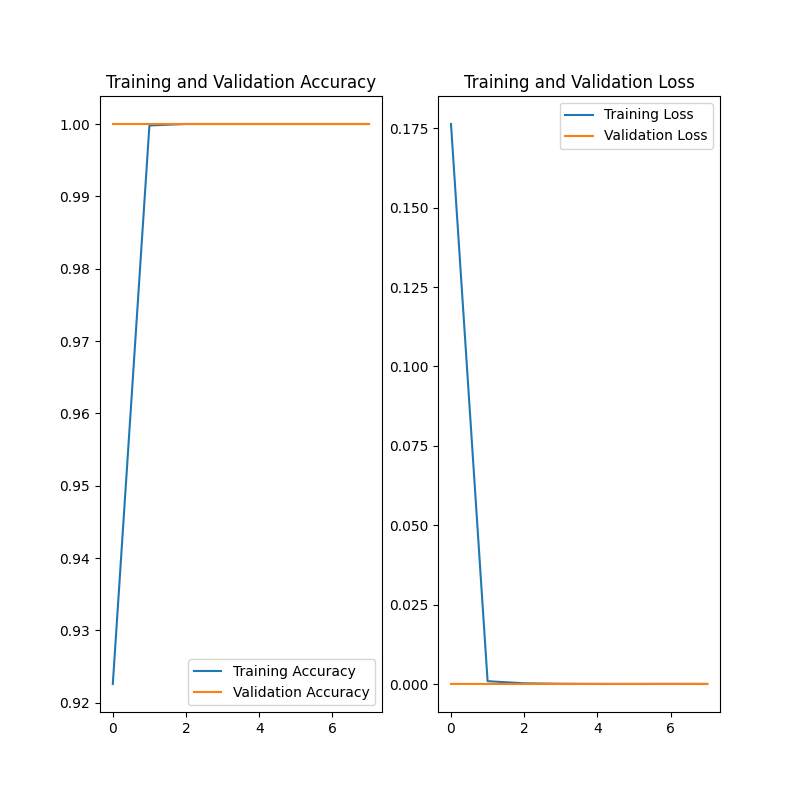 Training and Validation Accuracy
1.00
0.99
0.98
0.97
0.96
0.95
0.94
0.93
0.92
0 2 4 6
Training Accuracy
Validation Accuracy
Training and Validation Loss
0.175
0.150
0.125
0.100
0.075
0.050
0.025
0.000
0 2 4 6
Training Loss
Validation Loss